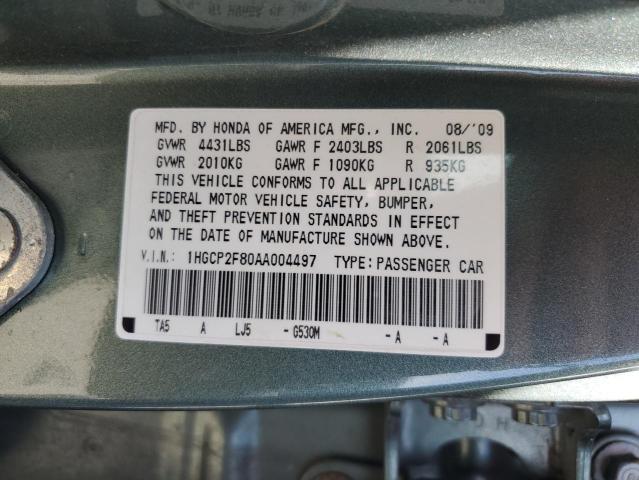 MFD. BY HONDA OF AMERICA MFG., INC. 08/'09
GVWR 4431LBS GAWR F 2403LBS R 2061LBS
GVWR 2010KG GAWR F 1090KG R 935KG
THIS VEHICLE CONFORMS TO ALL APPLICABLE
FEDERAL MOTOR VEHICLE SAFETY, BUMPER,
AND THEFT PREVENTION STANDARDS IN EFFECT
ON THE DATE OF MANUFACTURE SHOWN ABOVE.
V.I.N.: 1HGCP2F80AA004497 TYPE:PASSENGER CAR
TA5 A LJ5 -G530M -A -A